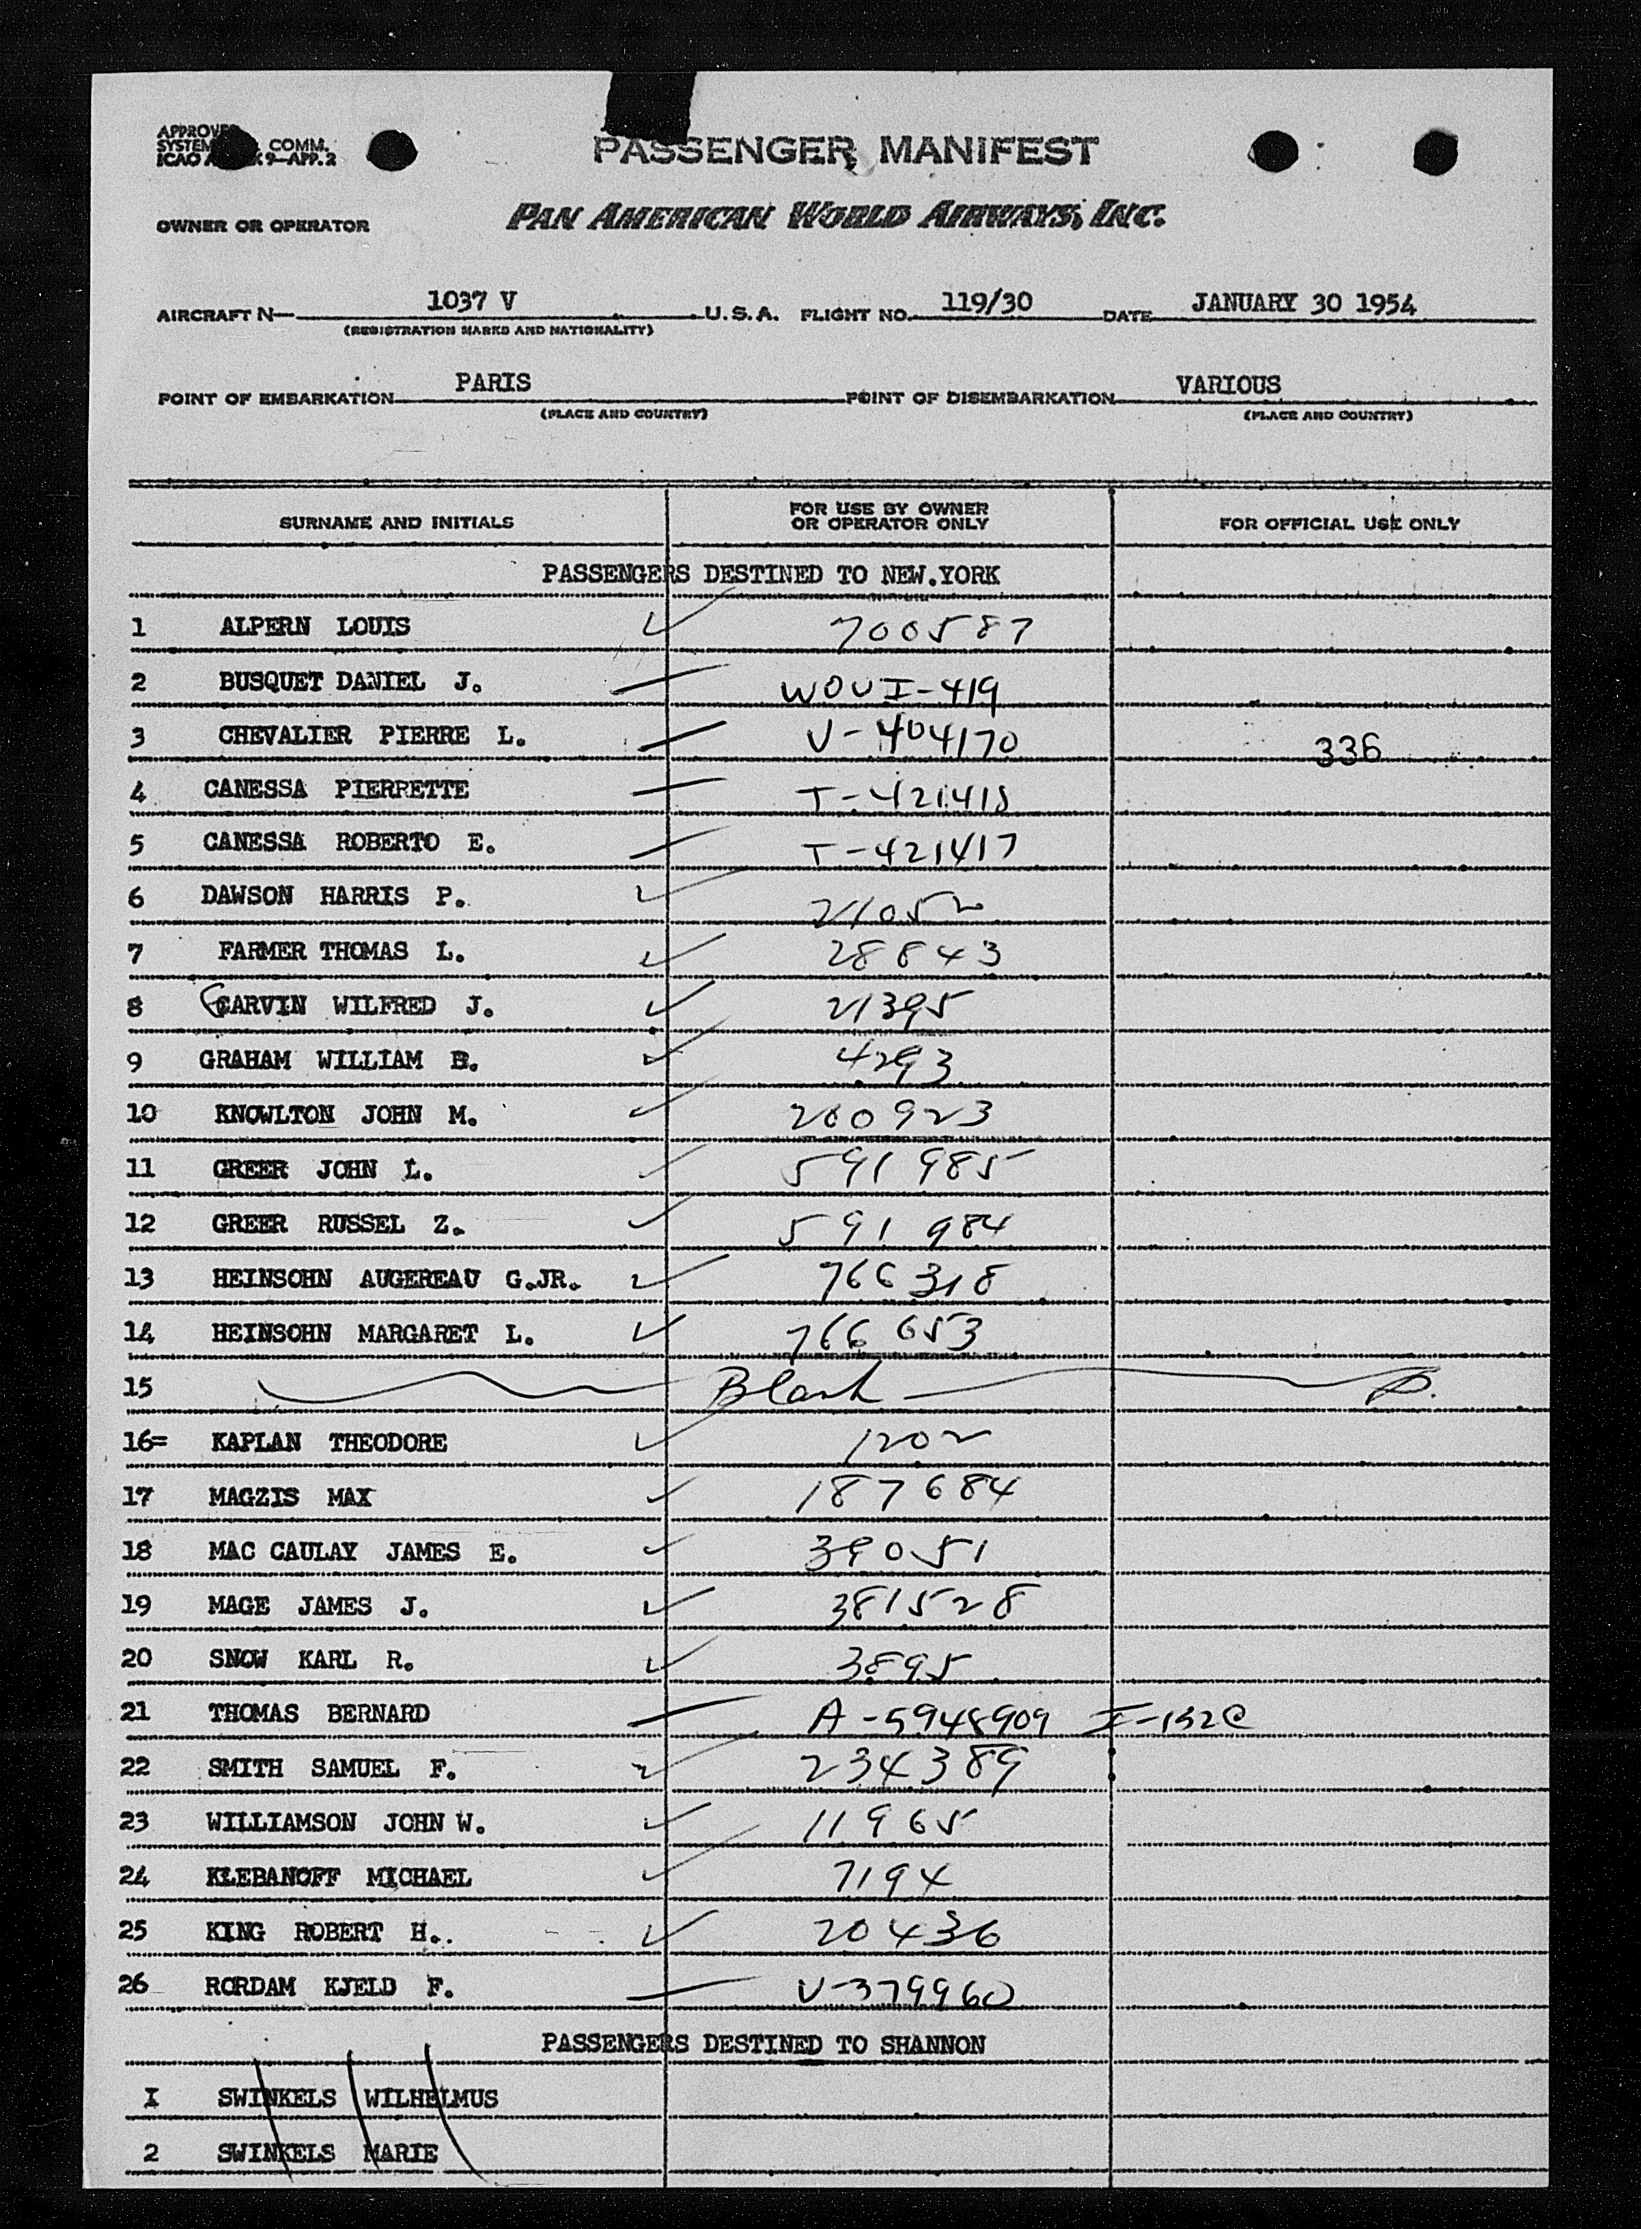 APPROVED
SYSTEM COMM.
ICAO 9—APP. 2
PASSENGER MANIFEST
OWNER OR OPERATOR PAN AMERICAN WORLD AIRWAYS, INC.
AIRCRAFT N— 1037 V U.S.A. FLIGHT NO. 119/30 DATE JANUARY 30 1954
(REGISTRATION MARKS AND NATIONALITY)
POINT OF EMBARKATION PARIS POINT OF DISEMBARKATION VARIOUS
(PLACE AND COUNTRY) (PLACE AND COUNTRY)
SURNAME AND INITIALS FOR USE BY OWNER OR OPERATOR ONLY FOR OFFICIAL USE ONLY
PASSENGERS DESTINED TO NEW.YORK
1 ALPERN LOUIS 700587
2 BUSQUET DANIEL J. WOUI-419
3 CHEVALIER PIERRE L. V-404170 336
4 CANESSA PIERRETTE T-421418
5 CANESSA ROBERTO E. T-421417
6 DAWSON HARRIS P. 21052
7 FARMER THOMAS L. 28843
8 GARVIN WILFRED J. 21395
9 GRAHAM WILLIAM B. 4293
10 KNOWLTON JOHN M. 200923
11 GREER JOHN L. 591985
12 GREER RUSSEL Z. 591984
13 HEINSOHN AUGEREAU G.JR. 766318
14 HEINSOHN MARGARET L. 766653
15 Blank
16= KAPLAN THEODORE 1202
17 MAGZIS MAX 187684
18 MAC CAULAY JAMES E. 39051
19 MAGE JAMES J. 381528
20 SNOW KARL R. 3895
21 THOMAS BERNARD A-5948909 I-132C
22 SMITH SAMUEL F. 234389
23 WILLIAMSON JOHN W. 11965
24 KLEBANOFF MICHAEL 7194
25 KING ROBERT H.. 20436
26 RORDAM KJELD F. V-379960
PASSENGERS DESTINED TO SHANNON
I SWINKELS WILHELMUS
2 SWINKELS MARIE